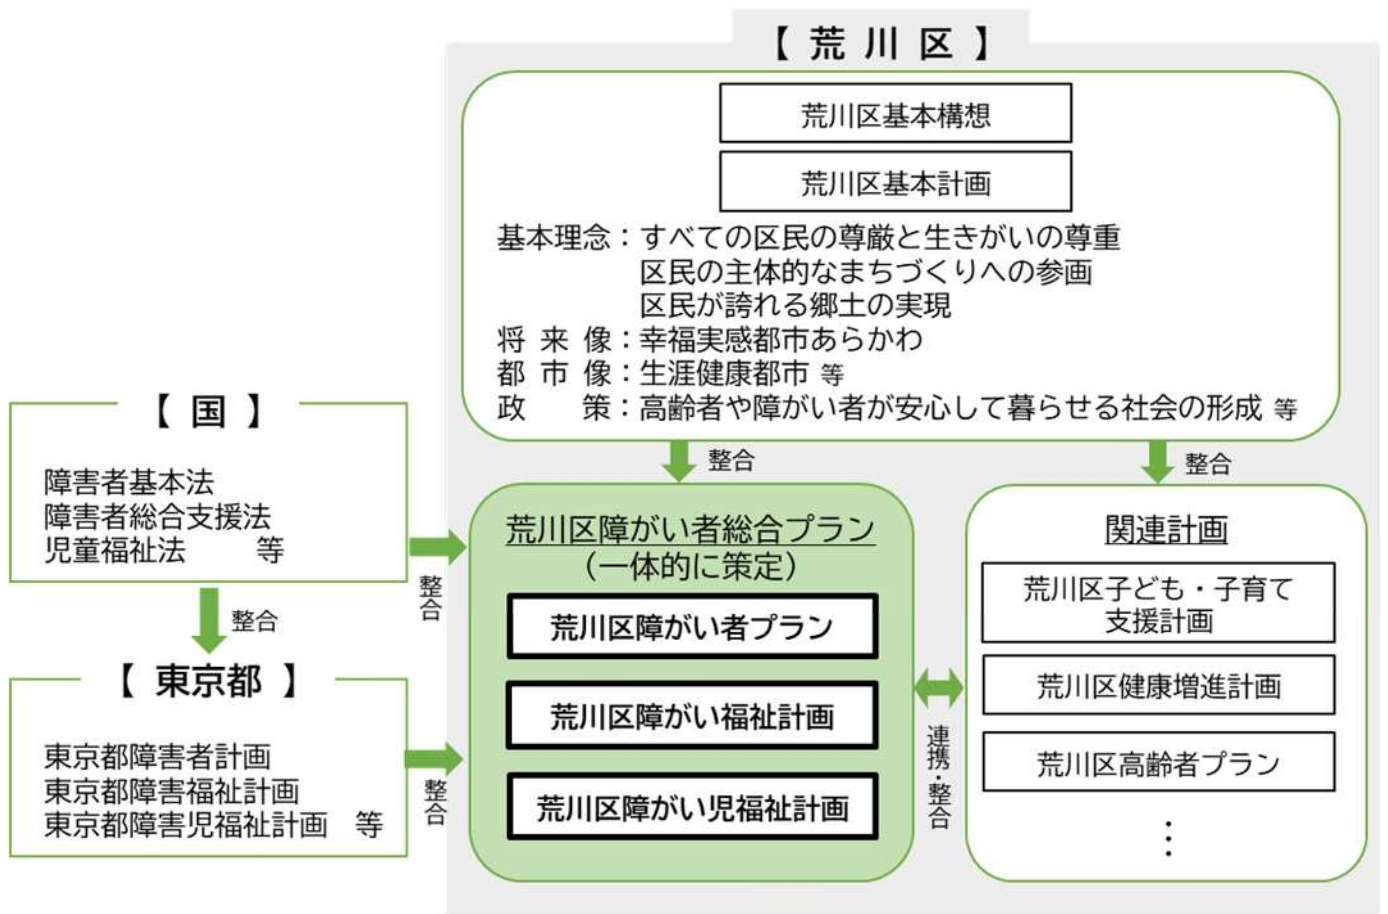 【 荒 川 区 】
荒川区基本構想
荒川区基本計画
基本理念：すべての区民の尊厳と生きがいの尊重
区民の主体的なまちづくりへの参画
区民が誇れる郷土の実現
将 来 像：幸福実感都市あらかわ
都 市 像：生涯健康都市 等
政　　策：高齢者や障がい者が安心して暮らせる社会の形成 等
整合
整合
【 国 】
障害者基本法
障害者総合支援法
児童福祉法　　等
整合
整合
【 東京都 】
東京都障害者計画
東京都障害福祉計画
東京都障害児福祉計画　等
整合
荒川区障がい者総合プラン
（一体的に策定）
荒川区障がい者プラン
荒川区障がい福祉計画
荒川区障がい児福祉計画
連携・整合
関連計画
荒川区子ども・子育て
支援計画
荒川区健康増進計画
荒川区高齢者プラン
⋮